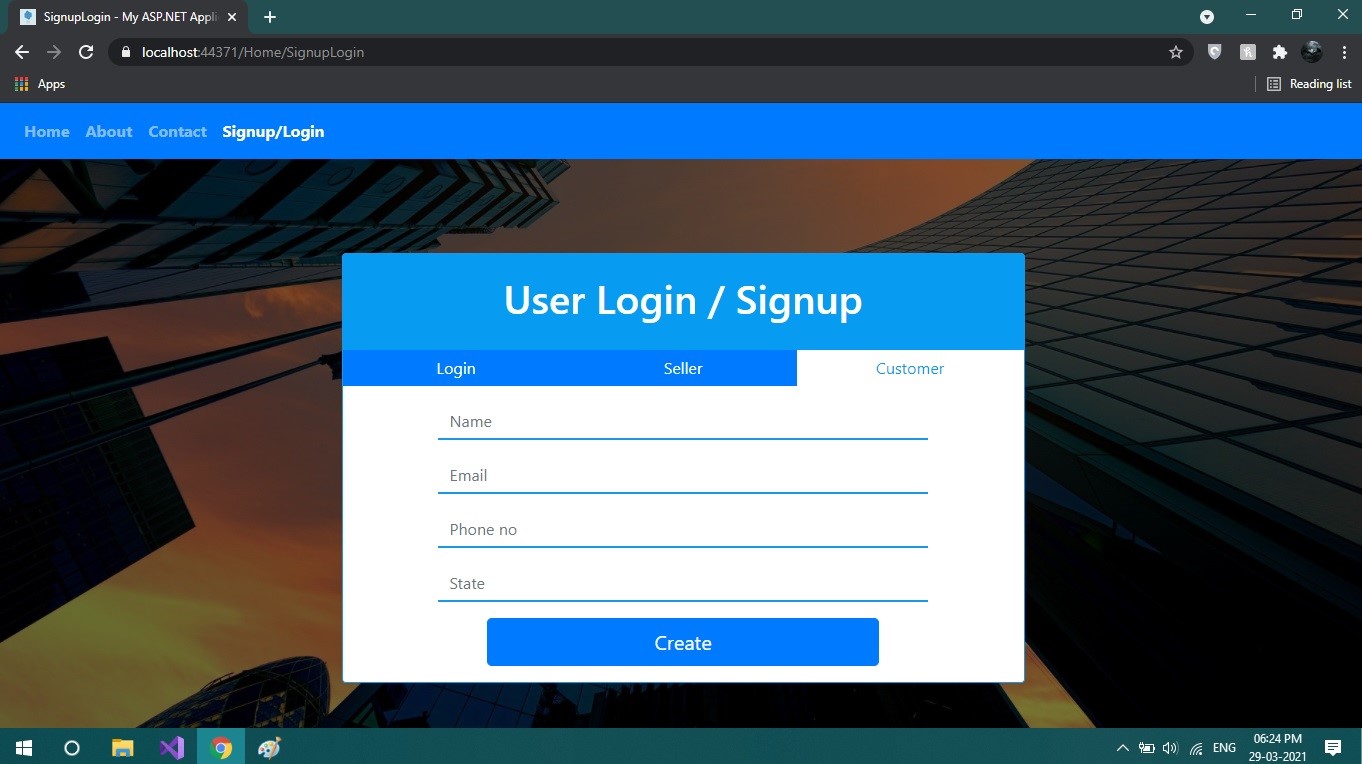 SignupLogin - My ASP.NET Appli
localhost:44371/Home/SignupLogin
Apps
Reading list
Home About Contact Signup/Login
User Login / Signup
Login Seller Customer
Name
Email
Phone no
State
Create
ENG
06:24 PM
29-03-2021